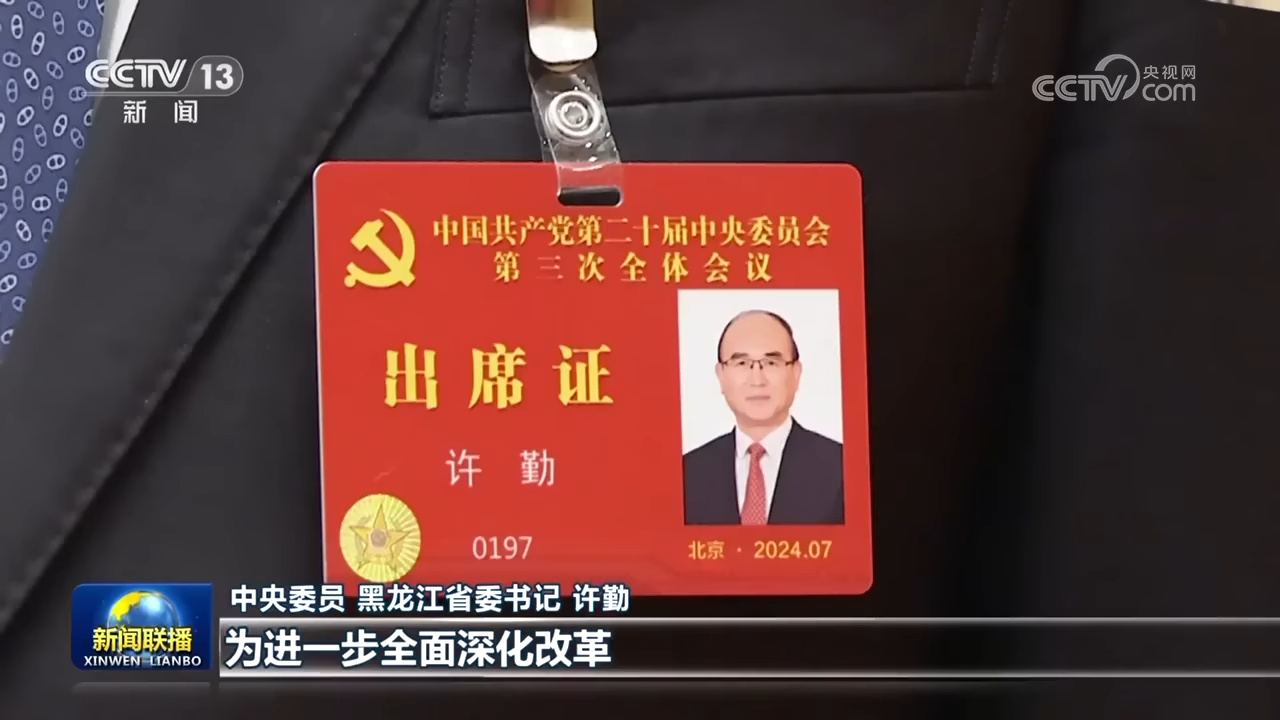 CCTV 13
新闻
央视网
CCTV.com
中国共产党第二十届中央委员会
第三次全体会议
出席证
许勤
0197
北京·2024.07
中央委员 黑龙江省委书记 许勤
新闻联播
XINWEN LIANBO
为进一步全面深化改革